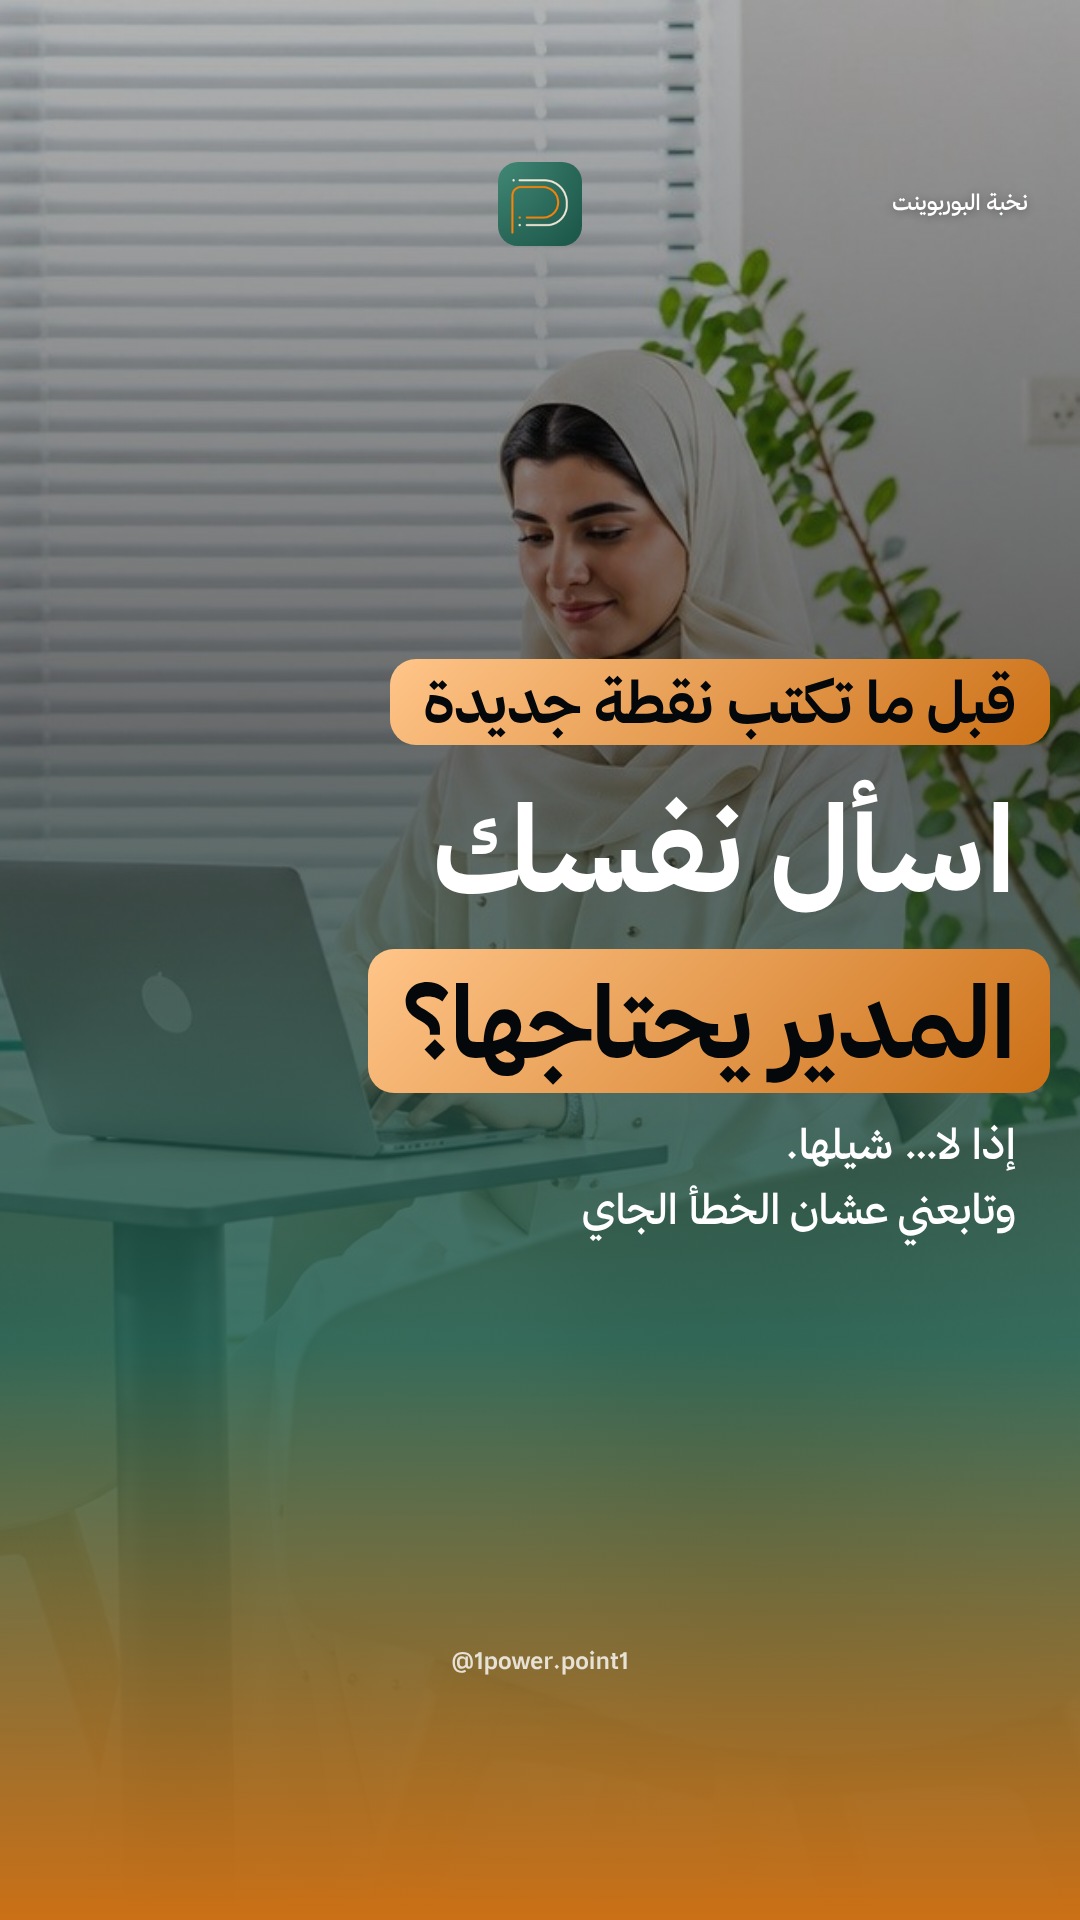 نخبة البوربوينت
قبل ما تكتب نقطة جديدة
اسأل نفسك
المدير يحتاجها؟
إذا لا... شيلها.
وتابعني عشان الخطأ الجاي
@1power.point1